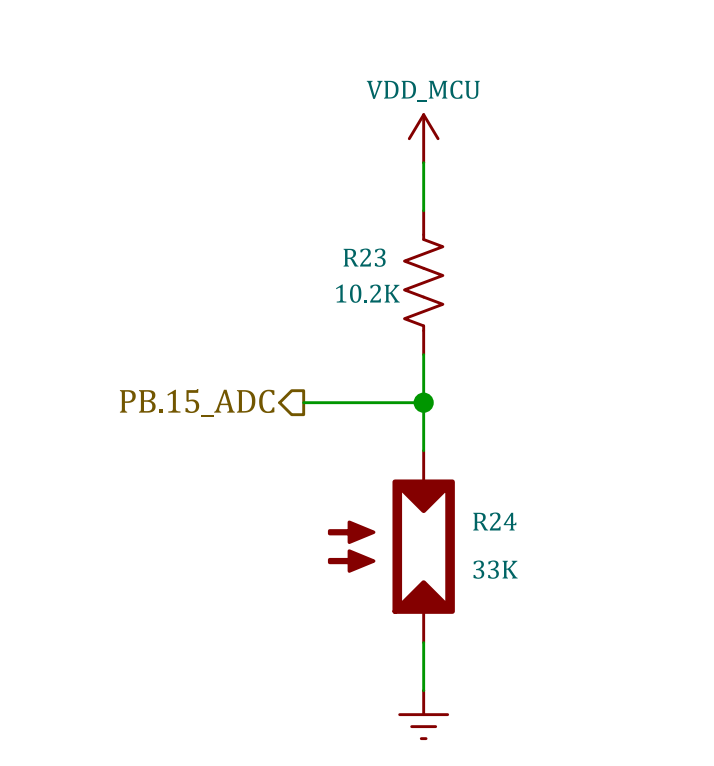 VDD_MCU
R23
10.2K
PB.15_ADC
R24
33K